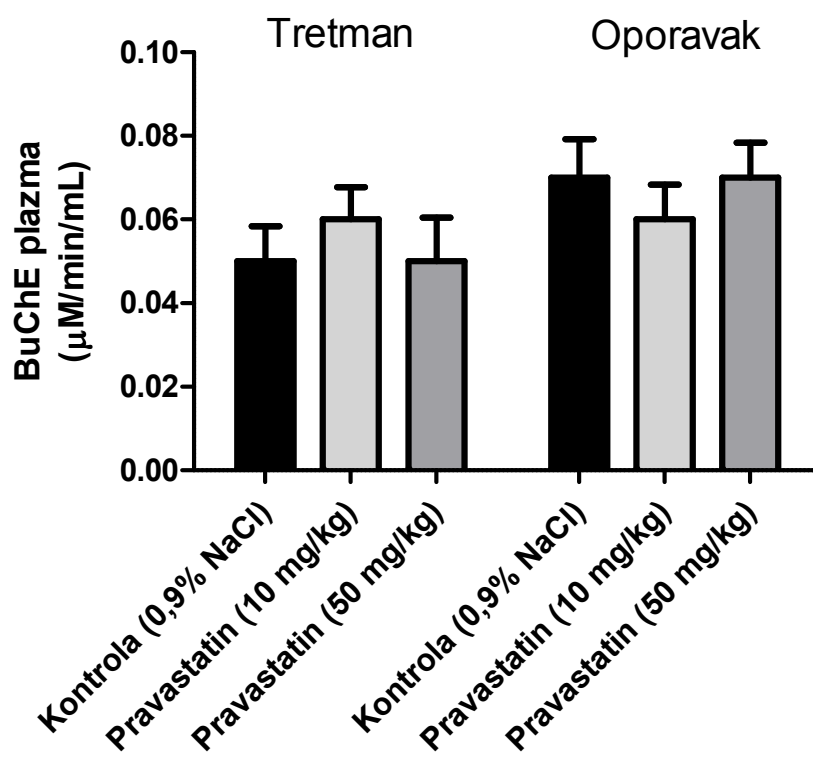 Tretman
Oporavak
BuChE plazma
(μM/min/mL)
0.10
0.08
0.06
0.04
0.02
0.00
Kontrola (0,9% NaCl)
Pravastatin (10 mg/kg)
Pravastatin (50 mg/kg)
Kontrola (0,9% NaCl)
Pravastatin (10 mg/kg)
Pravastatin (50 mg/kg)